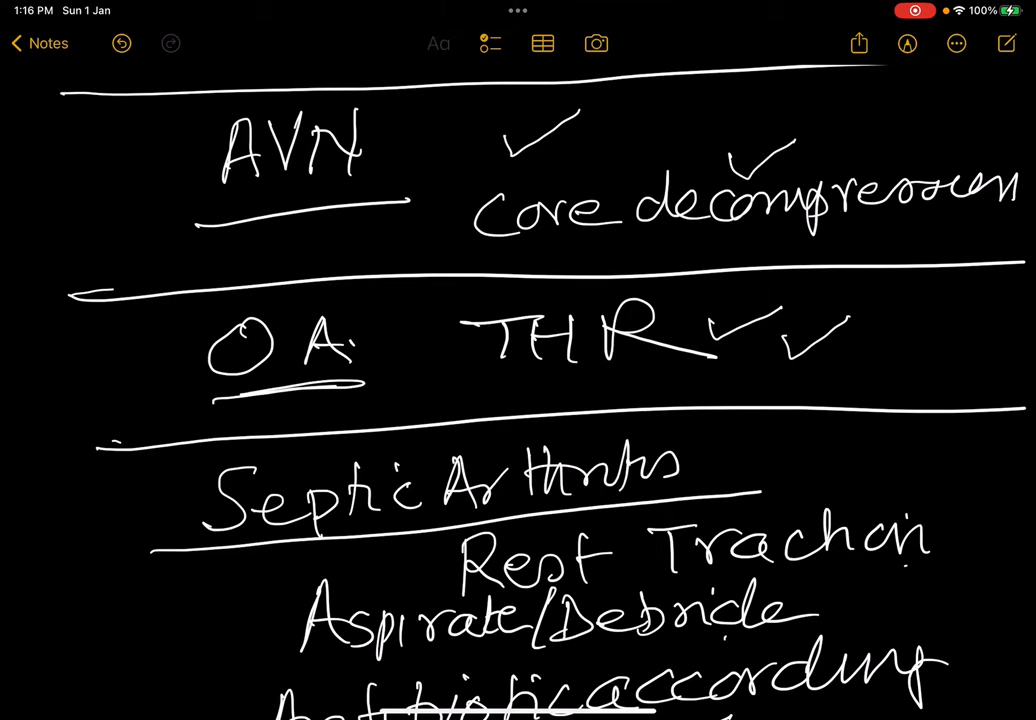 1:16 PM Sun 1 Jan
100%
Notes
Aa
AVN
Core decompression
OA. THR
Septic Arthritis
Rest Traction
Aspirate/Debride
Antibiotic according